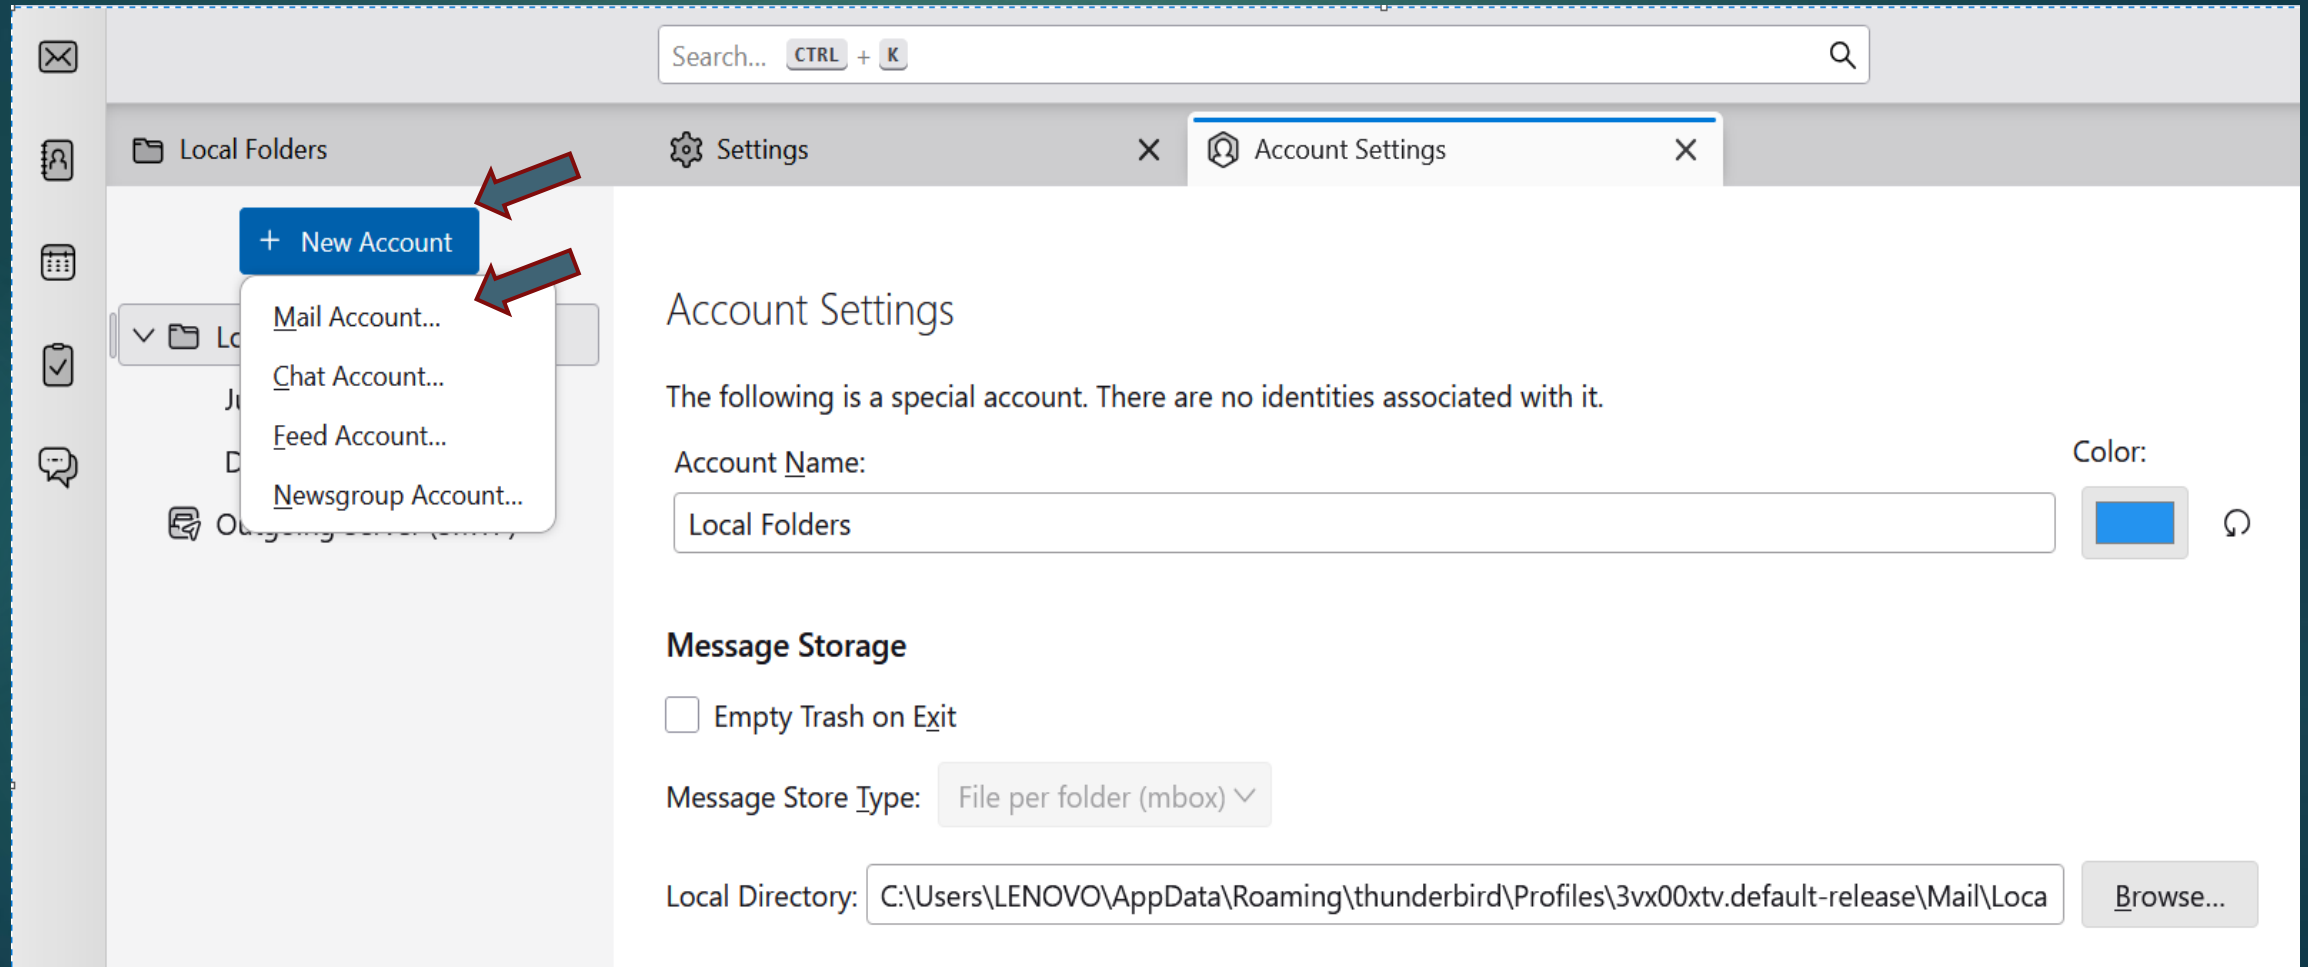 Search... CTRL + K
Local Folders
Settings
Account Settings
+ New Account
Mail Account...
Chat Account...
Feed Account...
Newsgroup Account...
Account Settings
The following is a special account. There are no identities associated with it.
Account Name:
Color:
Local Folders
Message Storage
Empty Trash on Exit
Message Store Type: File per folder (mbox)
Local Directory: C:\Users\LENOVO\AppData\Roaming\thunderbird\Profiles\3vx00xtv.default-release\Mail\Loca
Browse...